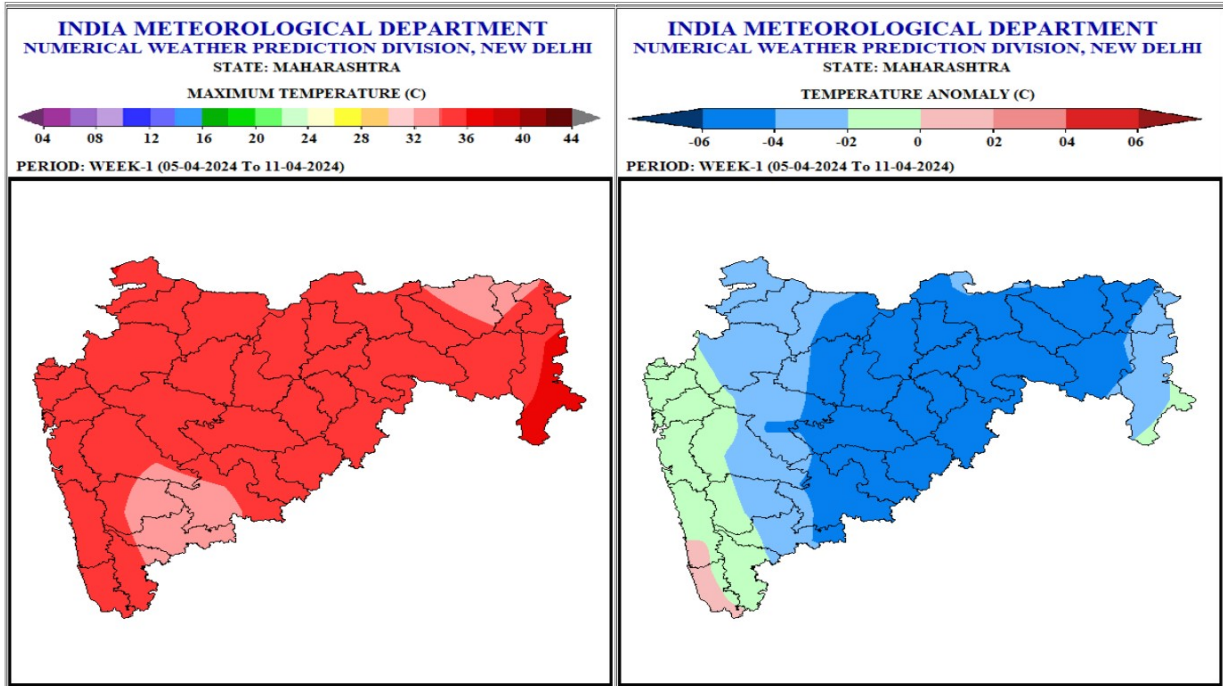 INDIA METEOROLOGICAL DEPARTMENT
NUMERICAL WEATHER PREDICTION DIVISION, NEW DELHI
STATE: MAHARASHTRA
MAXIMUM TEMPERATURE (C)
04 08 12 16 20 24 28 32 36 40 44
PERIOD: WEEK-1 (05-04-2024 To 11-04-2024)
INDIA METEOROLOGICAL DEPARTMENT
NUMERICAL WEATHER PREDICTION DIVISION, NEW DELHI
STATE: MAHARASHTRA
TEMPERATURE ANOMALY (C)
-06 -04 -02 0 02 04 06
PERIOD: WEEK-1 (05-04-2024 To 11-04-2024)